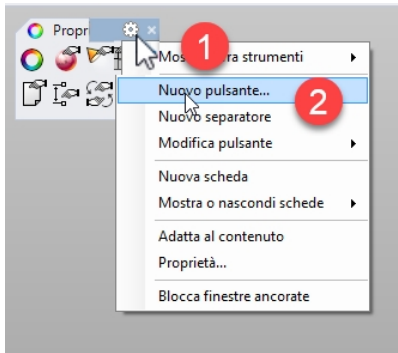 Propri
1
Mos ra strumenti
Nuovo pulsante...
2
Nuovo separatore
Modifica pulsante
Nuova scheda
Mostra o nascondi schede
Adatta al contenuto
Proprietà...
Blocca finestre ancorate